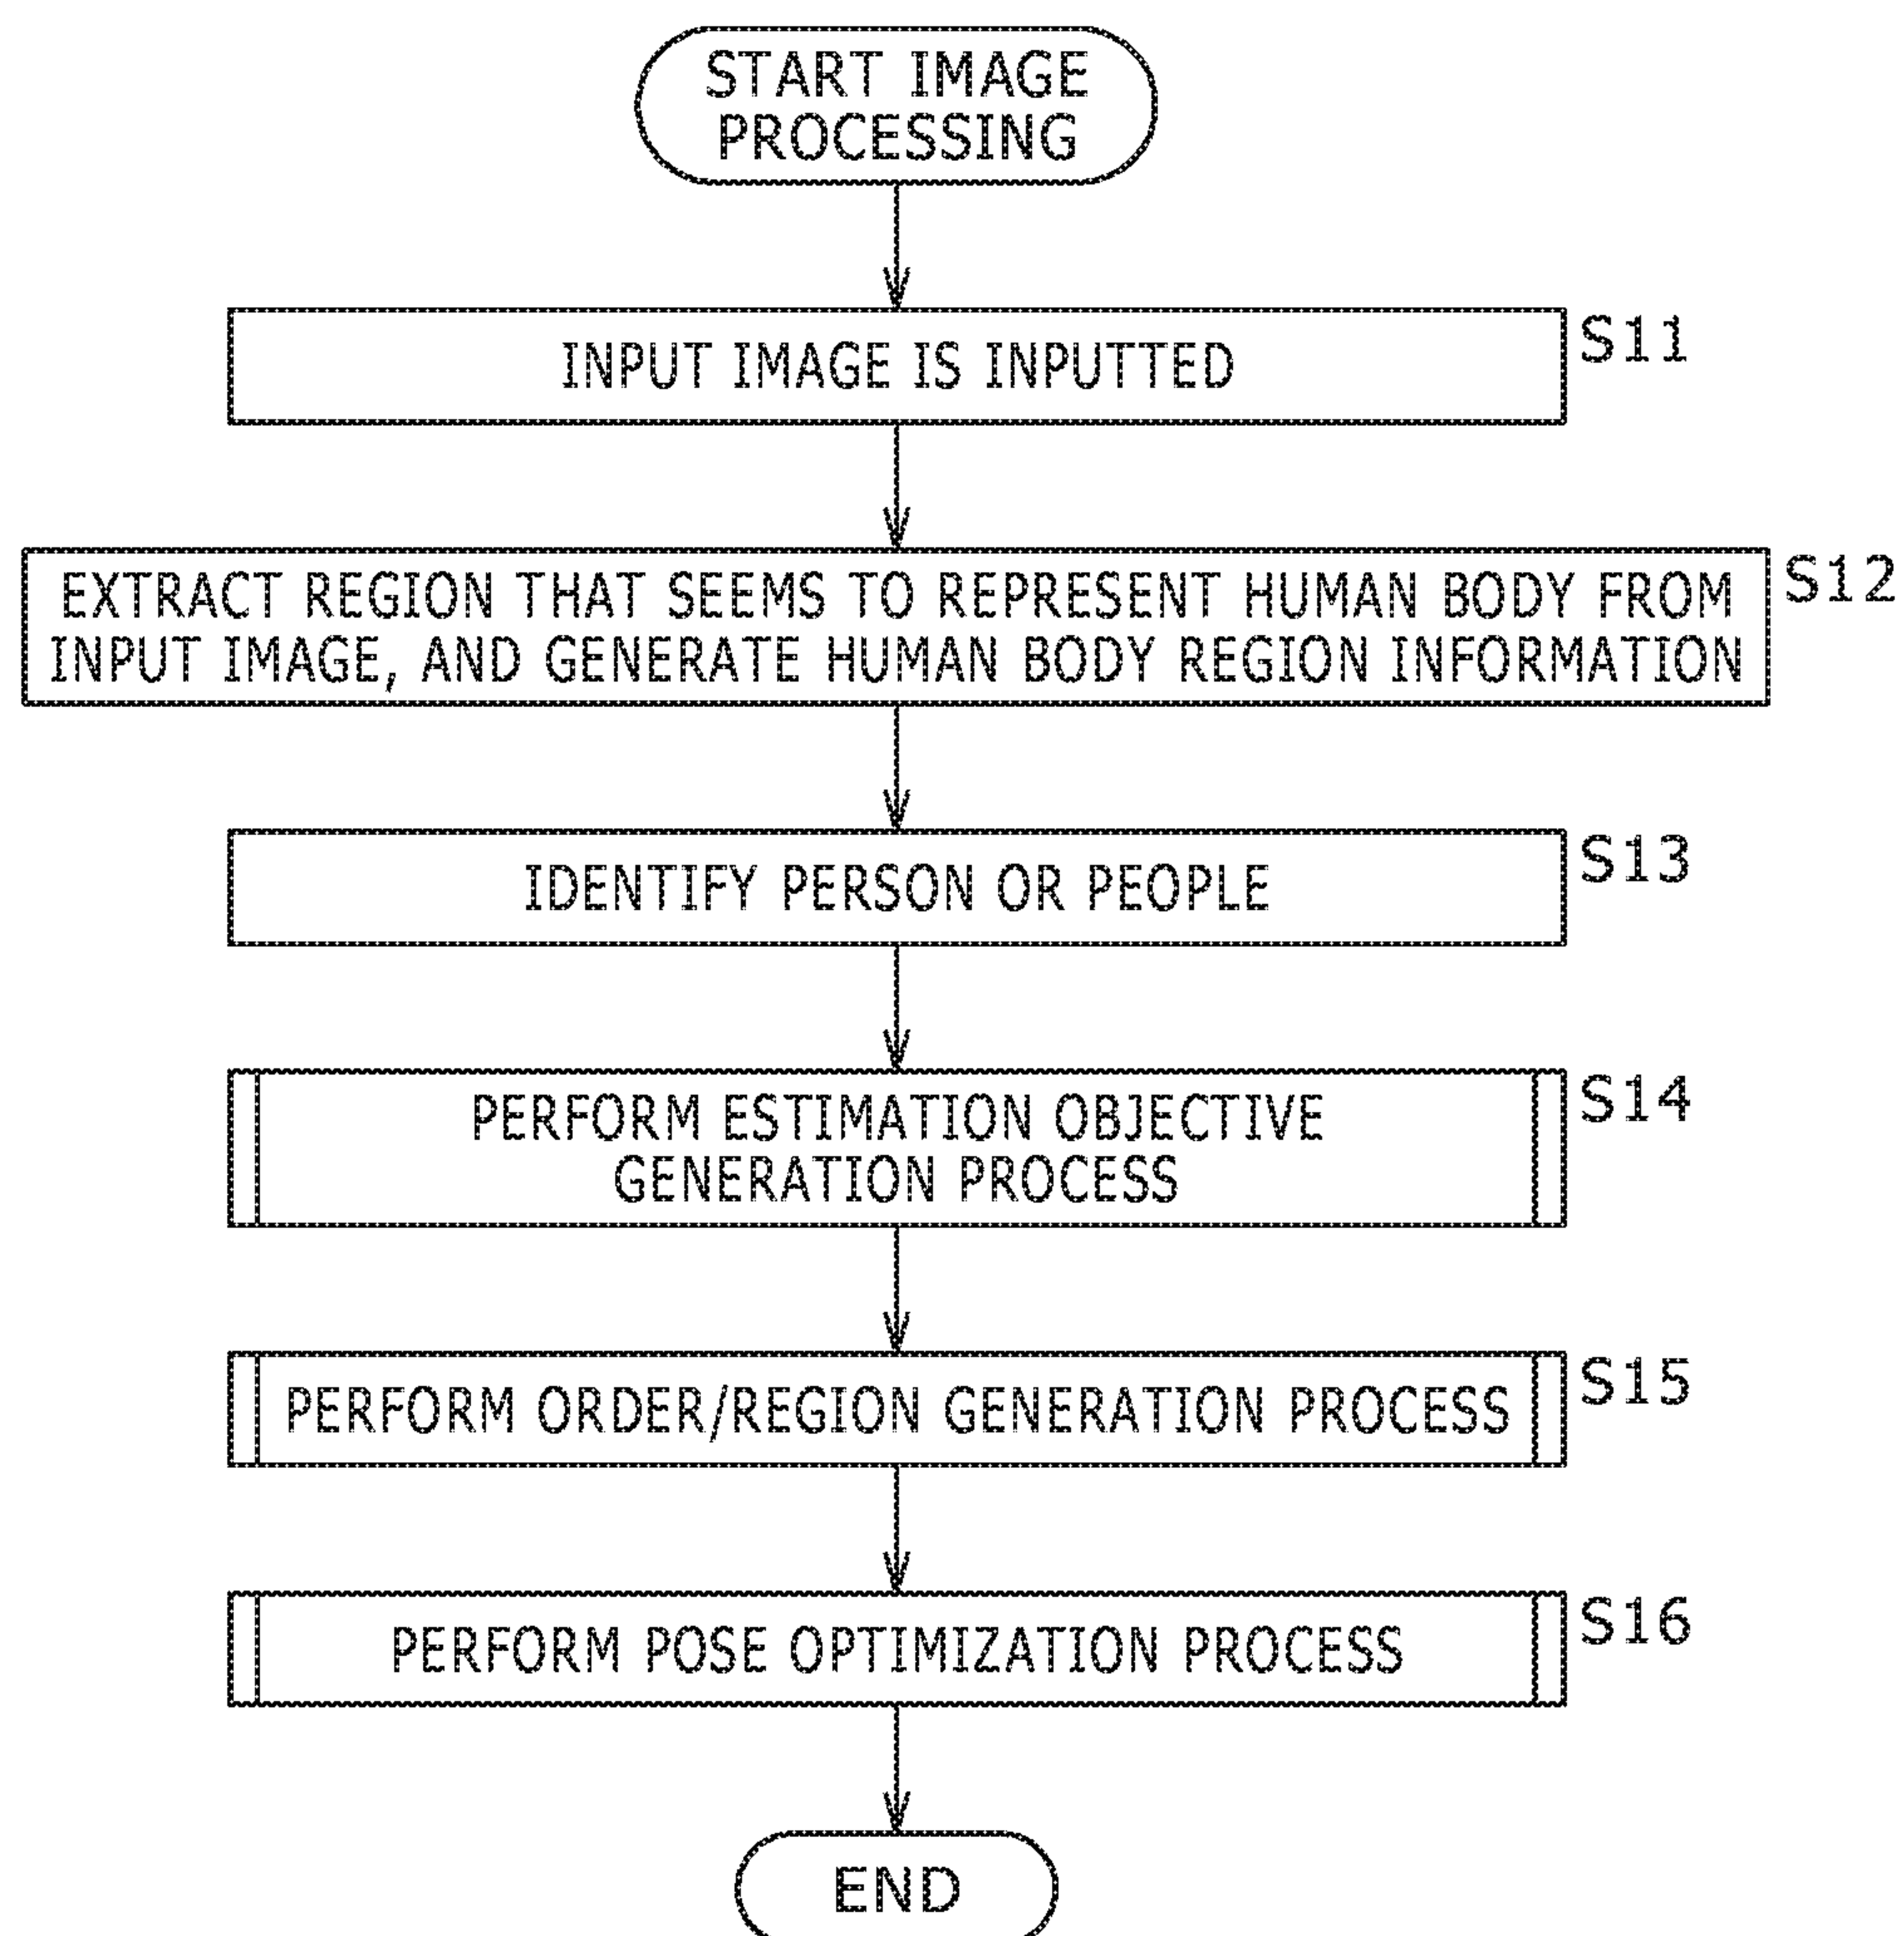 START IMAGE
PROCESSING
INPUT IMAGE IS INPUTTED
S11
EXTRACT REGION THAT SEEMS TO REPRESENT HUMAN BODY FROM
INPUT IMAGE, AND GENERATE HUMAN BODY REGION INFORMATION
S12
IDENTIFY PERSON OR PEOPLE
S13
PERFORM ESTIMATION OBJECTIVE
GENERATION PROCESS
S14
PERFORM ORDER/REGION GENERATION PROCESS
S15
PERFORM POSE OPTIMIZATION PROCESS
S16
END